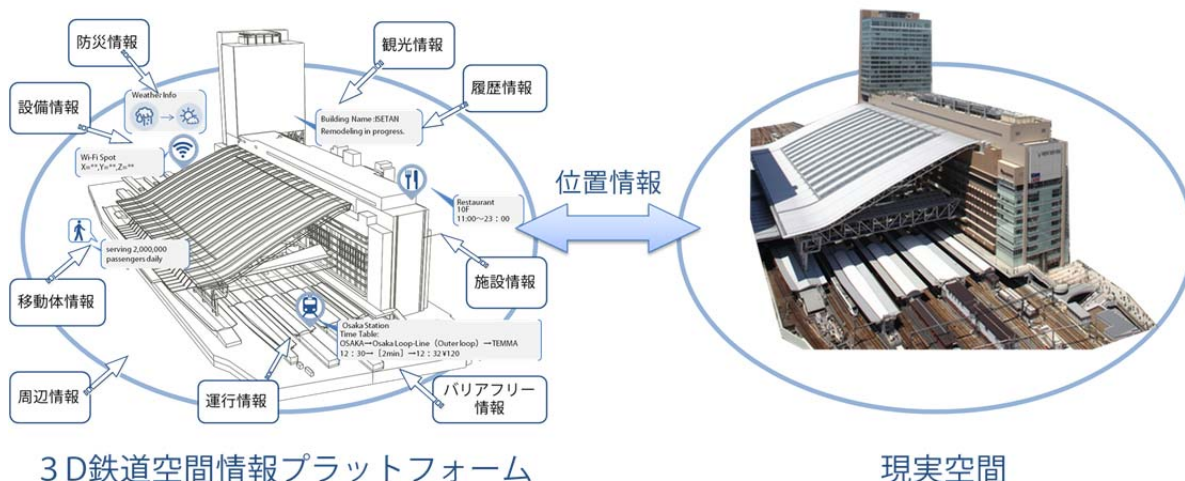 防災情報
観光情報
設備情報
Weather Info
履歴情報
Building Name :ISETAN
Remodeling in progress.
Wi-Fi Spot
X=**,Y=**,Z=**
位置情報
Restaurant
10F
11:00～23：00
serving 2,000,000
passengers daily
移動体情報
施設情報
Osaka Station
Time Table:
OSAKA→Osaka Loop-Line（Outer loop）→TEMMA
12：30→［2min］→12：32 ¥120
周辺情報
運行情報
バリアフリー
情報
３D鉄道空間情報プラットフォーム
現実空間